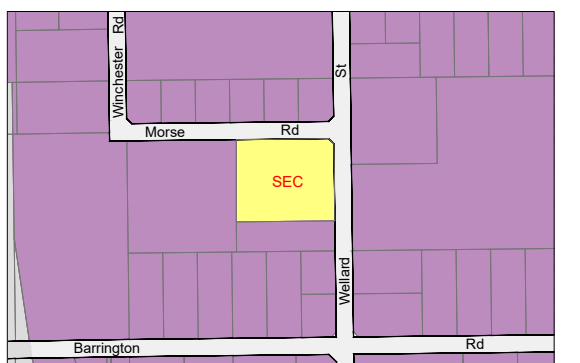 Winchester Rd
St
Morse Rd
SEC
Wellard
Barrington Rd